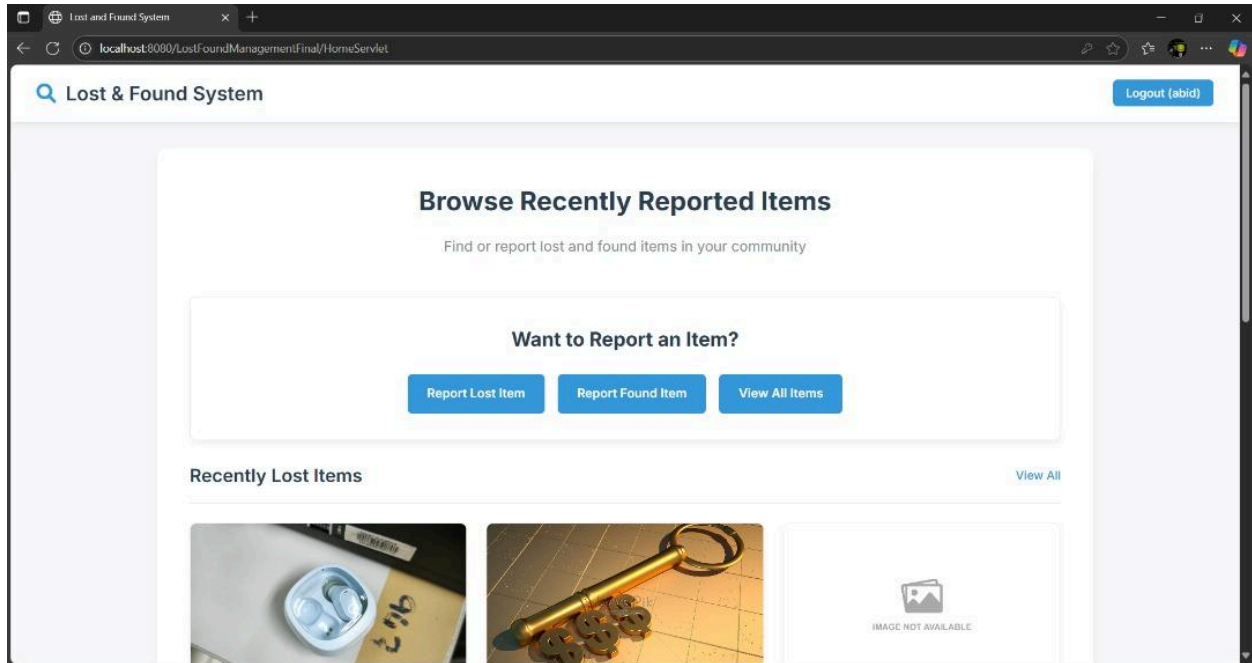 Lost and Found System
localhost:8080/LostFoundManagementFinal/HomeServlet
Lost & Found System
Logout (abid)
Browse Recently Reported Items
Find or report lost and found items in your community
Want to Report an Item?
Report Lost Item
Report Found Item
View All Items
Recently Lost Items
View All
IMAGE NOT AVAILABLE